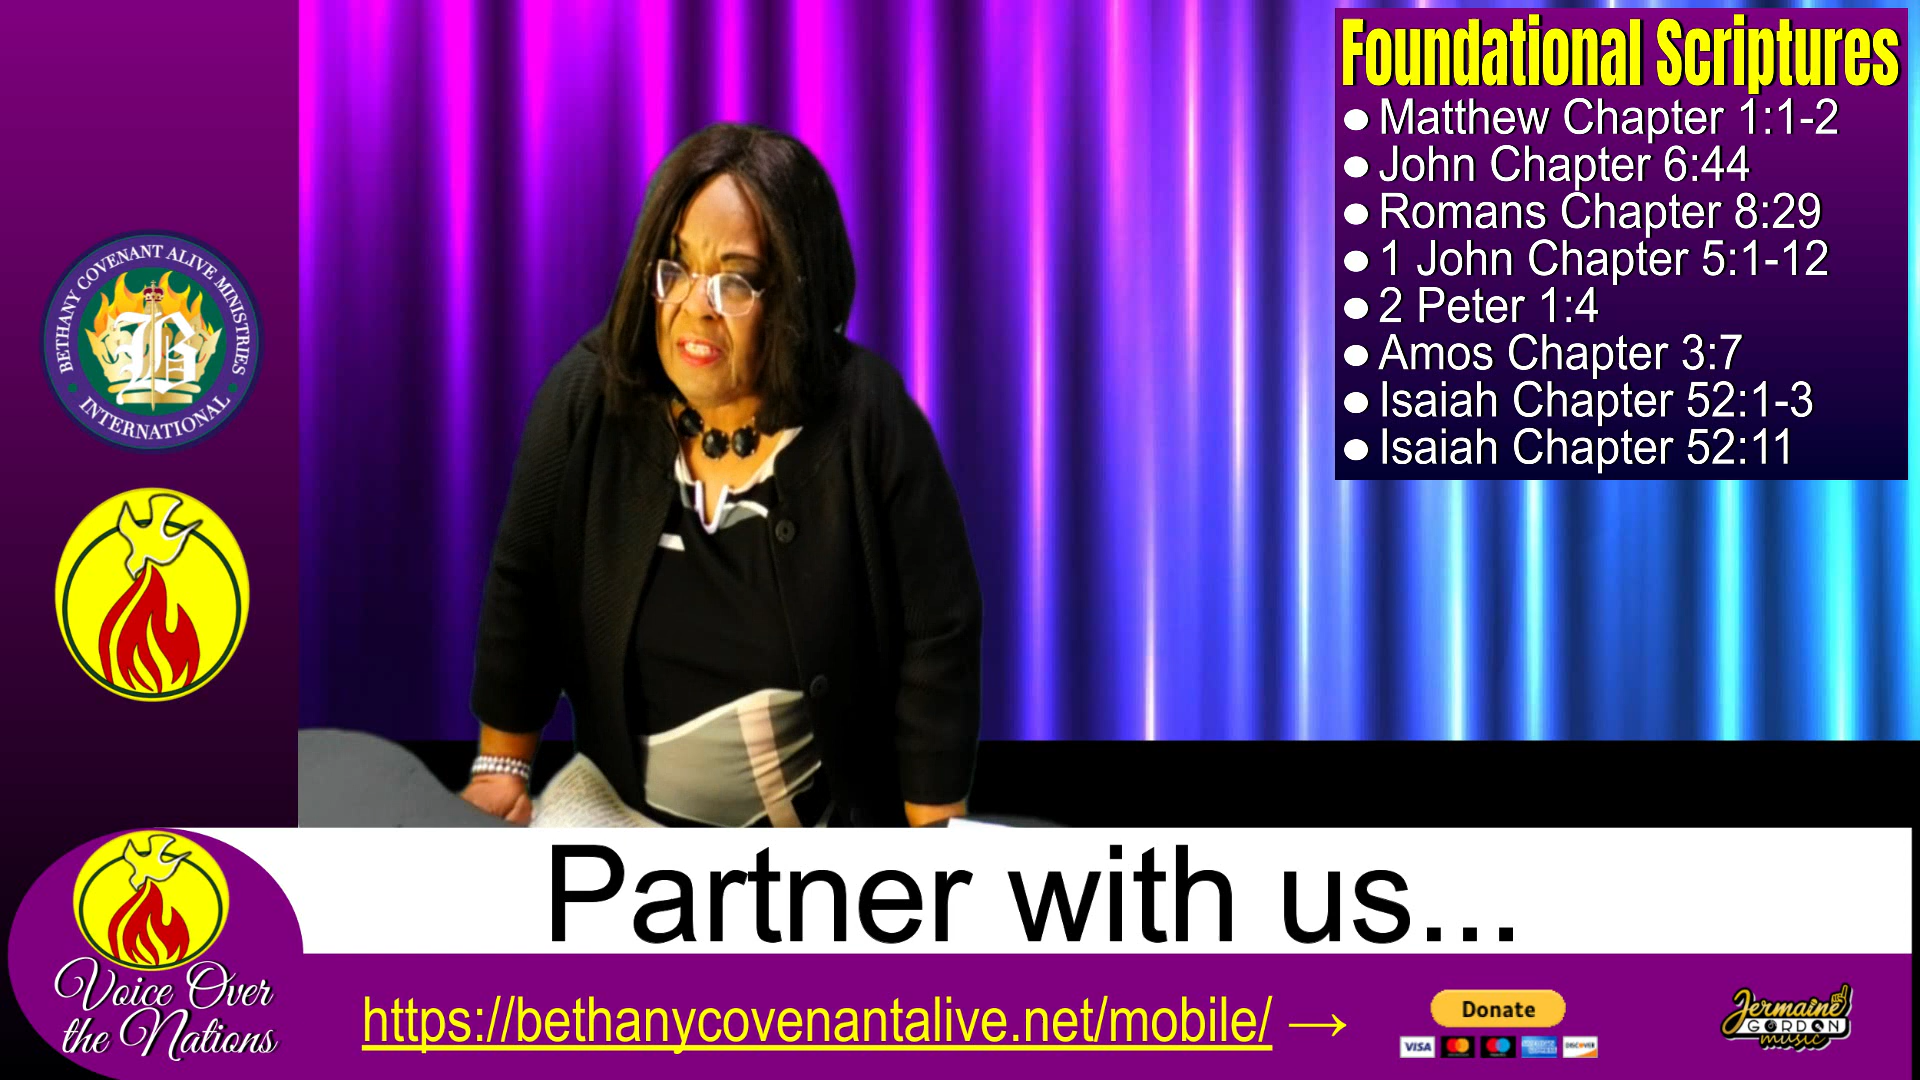 Foundational Scriptures
• Matthew Chapter 1:1-2
• John Chapter 6:44
• Romans Chapter 8:29
• 1 John Chapter 5:1-12
• 2 Peter 1:4
• Amos Chapter 3:7
• Isaiah Chapter 52:1-3
• Isaiah Chapter 52:11
BETHANY COVENANT ALIVE MINISTRIES
B
INTERNATIONAL
Partner with us...
Voice Over
the Nations
https://bethanycovenantalive.net/mobile/ →
Donate
VISA
DISCOVER
Jermaine
GORDON
music